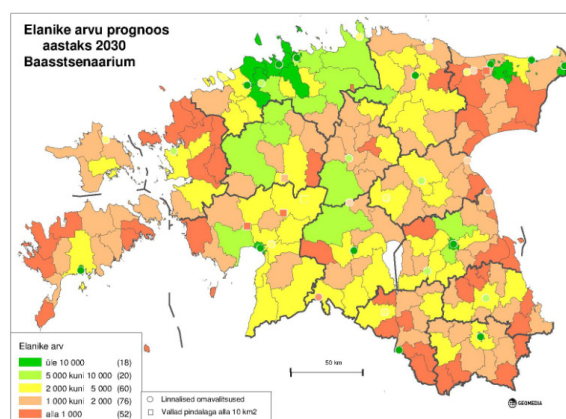 Elanike arvu prognoos
aastaks 2030
Baasstsenaarium
Elanike arv
üle 10 000 (18)
5 000 kuni 10 000 (20)
2 000 kuni 5 000 (60)
1 000 kuni 2 000 (76)
alla 1 000 (52)
50 km
Linnalised omavalitsused
Vallad pindalaga alla 10 km2
GEOMEDIA